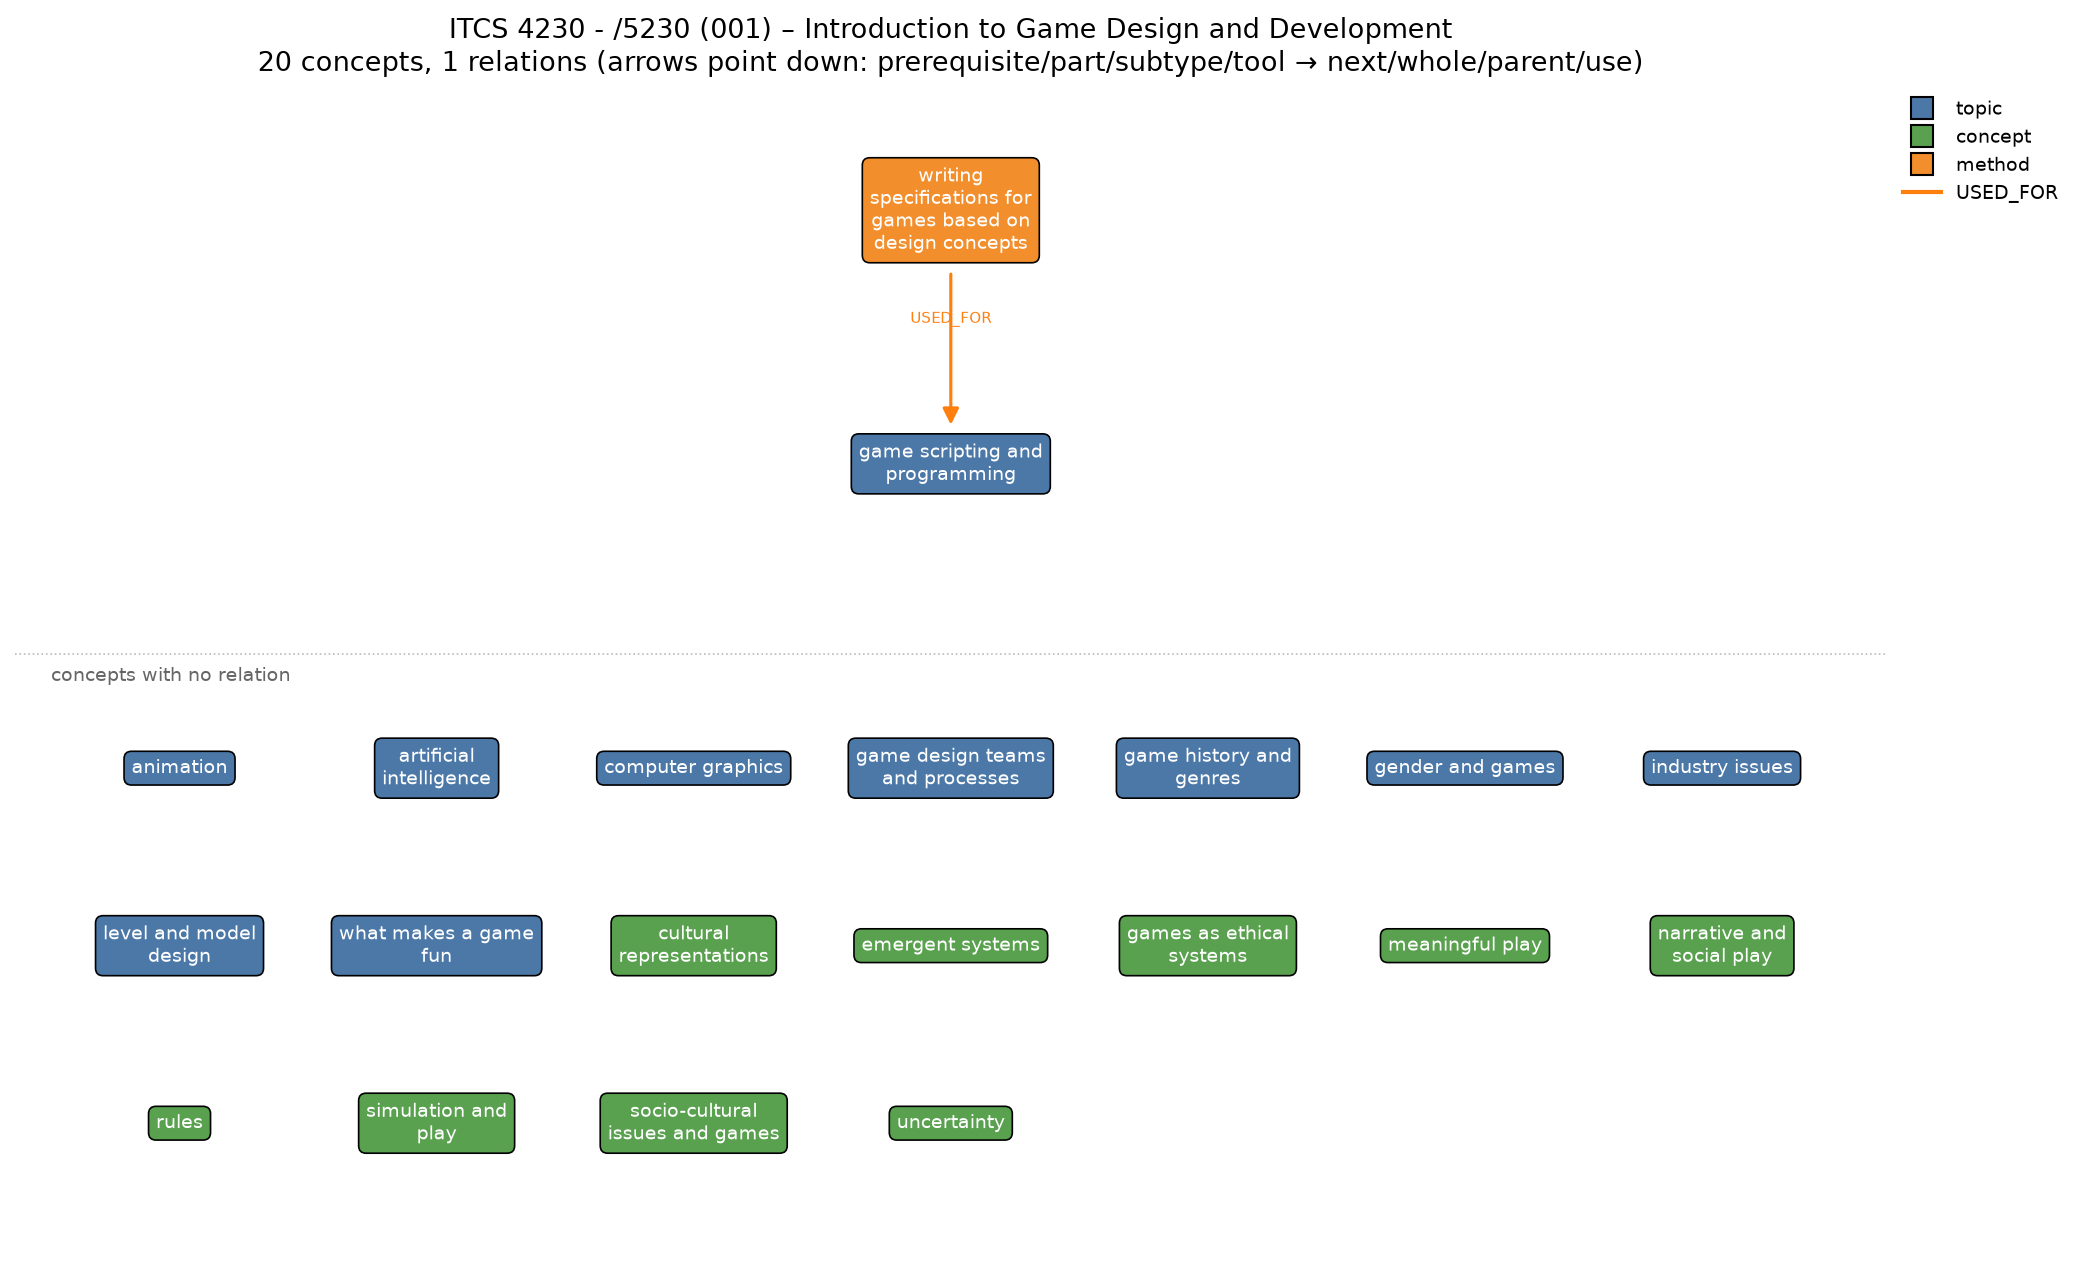 ITCS 4230 - /5230 (001) – Introduction to Game Design and Development
20 concepts, 1 relations (arrows point down: prerequisite/part/subtype/tool → next/whole/parent/use)
topic
concept
method
USED_FOR
writing
specifications for
games based on
design concepts
USED_FOR
game scripting and
programming
concepts with no relation
animation
artificial
intelligence
computer graphics
game design teams
and processes
game history and
genres
gender and games
industry issues
level and model
design
what makes a game
fun
cultural
representations
emergent systems
games as ethical
systems
meaningful play
narrative and
social play
rules
simulation and
play
socio-cultural
issues and games
uncertainty